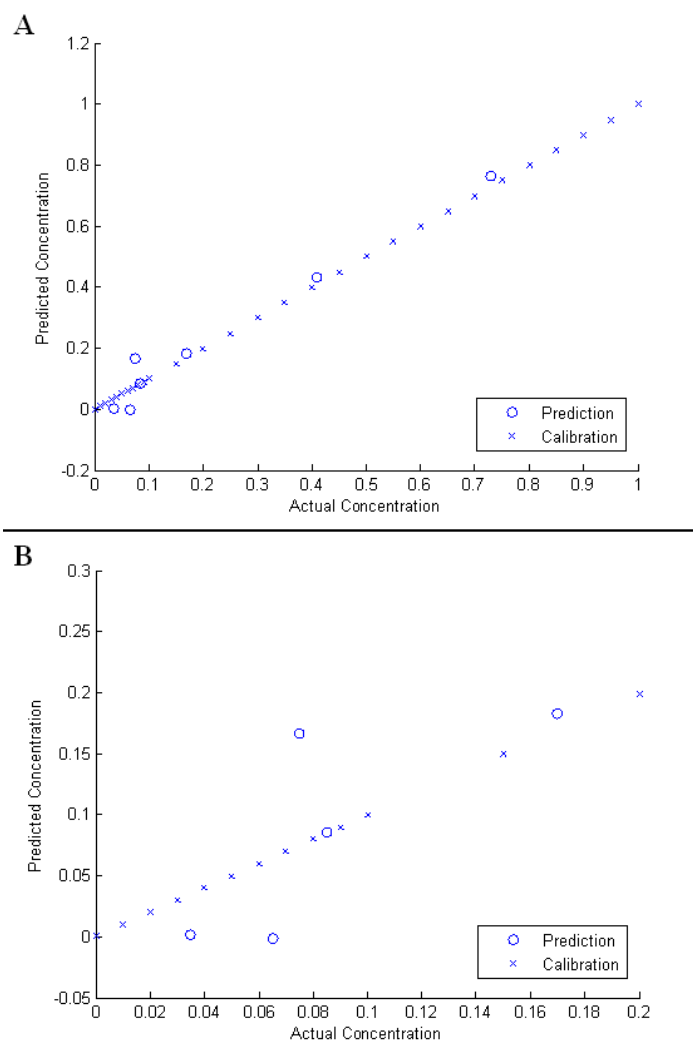 A
1.2
1
0.8
0.6
0.4
0.2
0
-0.2
Predicted Concentration
Prediction
Calibration
0 0.1 0.2 0.3 0.4 0.5 0.6 0.7 0.8 0.9 1
Actual Concentration
B
0.3
0.25
0.2
0.15
0.1
0.05
0
-0.05
Predicted Concentration
Prediction
Calibration
0 0.02 0.04 0.06 0.08 0.1 0.12 0.14 0.16 0.18 0.2
Actual Concentration